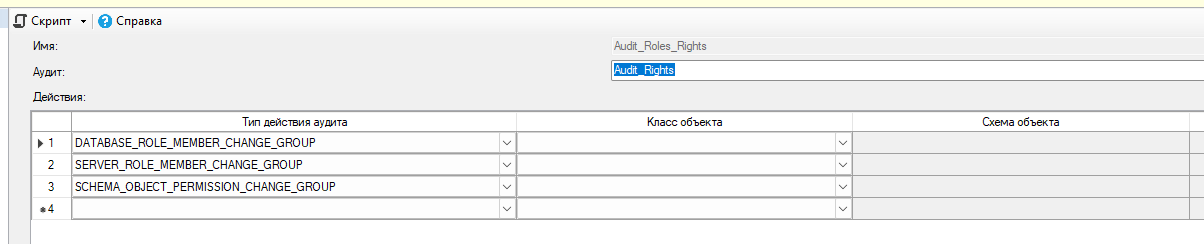 Скрипт Справка
Имя: Audit_Roles_Rights
Аудит: Audit_Rights
Действия:
Тип действия аудита Класс объекта Схема объекта
1 DATABASE_ROLE_MEMBER_CHANGE_GROUP
2 SERVER_ROLE_MEMBER_CHANGE_GROUP
3 SCHEMA_OBJECT_PERMISSION_CHANGE_GROUP
4